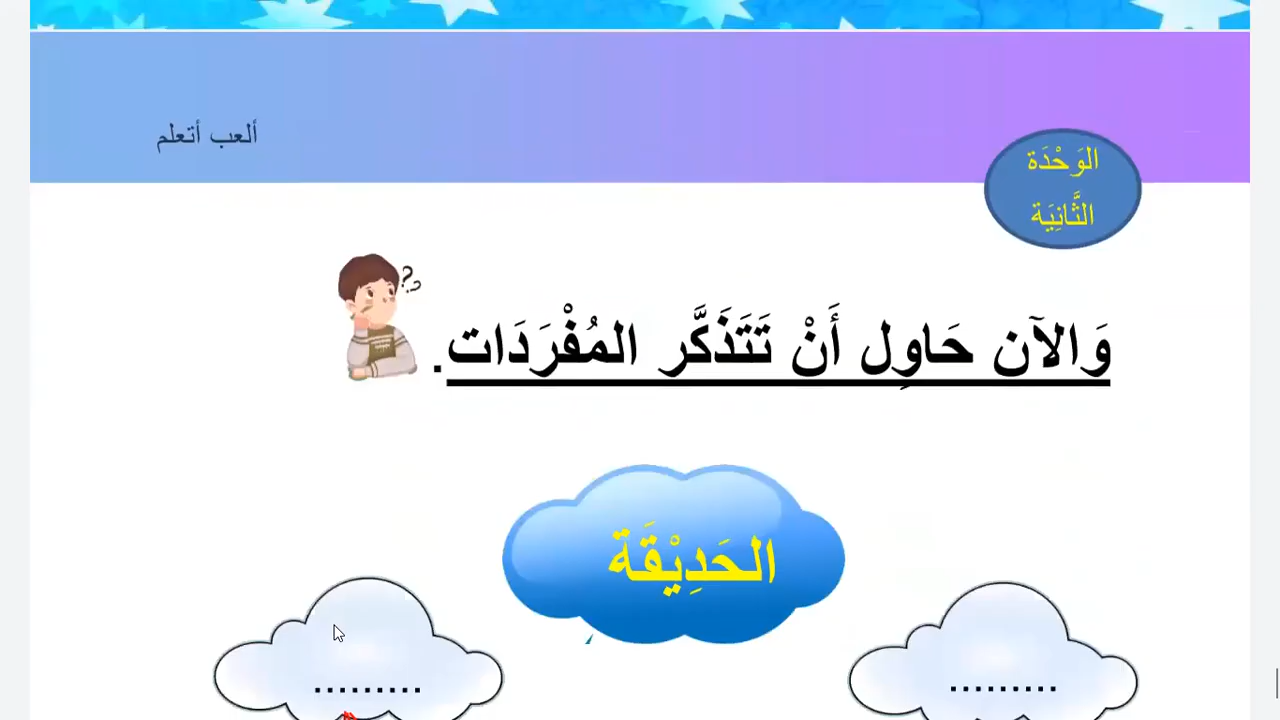 ألعب أتعلم
الوَحْدَة
الثَّانِيَة
وَالآن حَاوِل أَنْ تَتَذَكَّر المُفْرَدَات.
الحَدِيْقَة
.........
.........